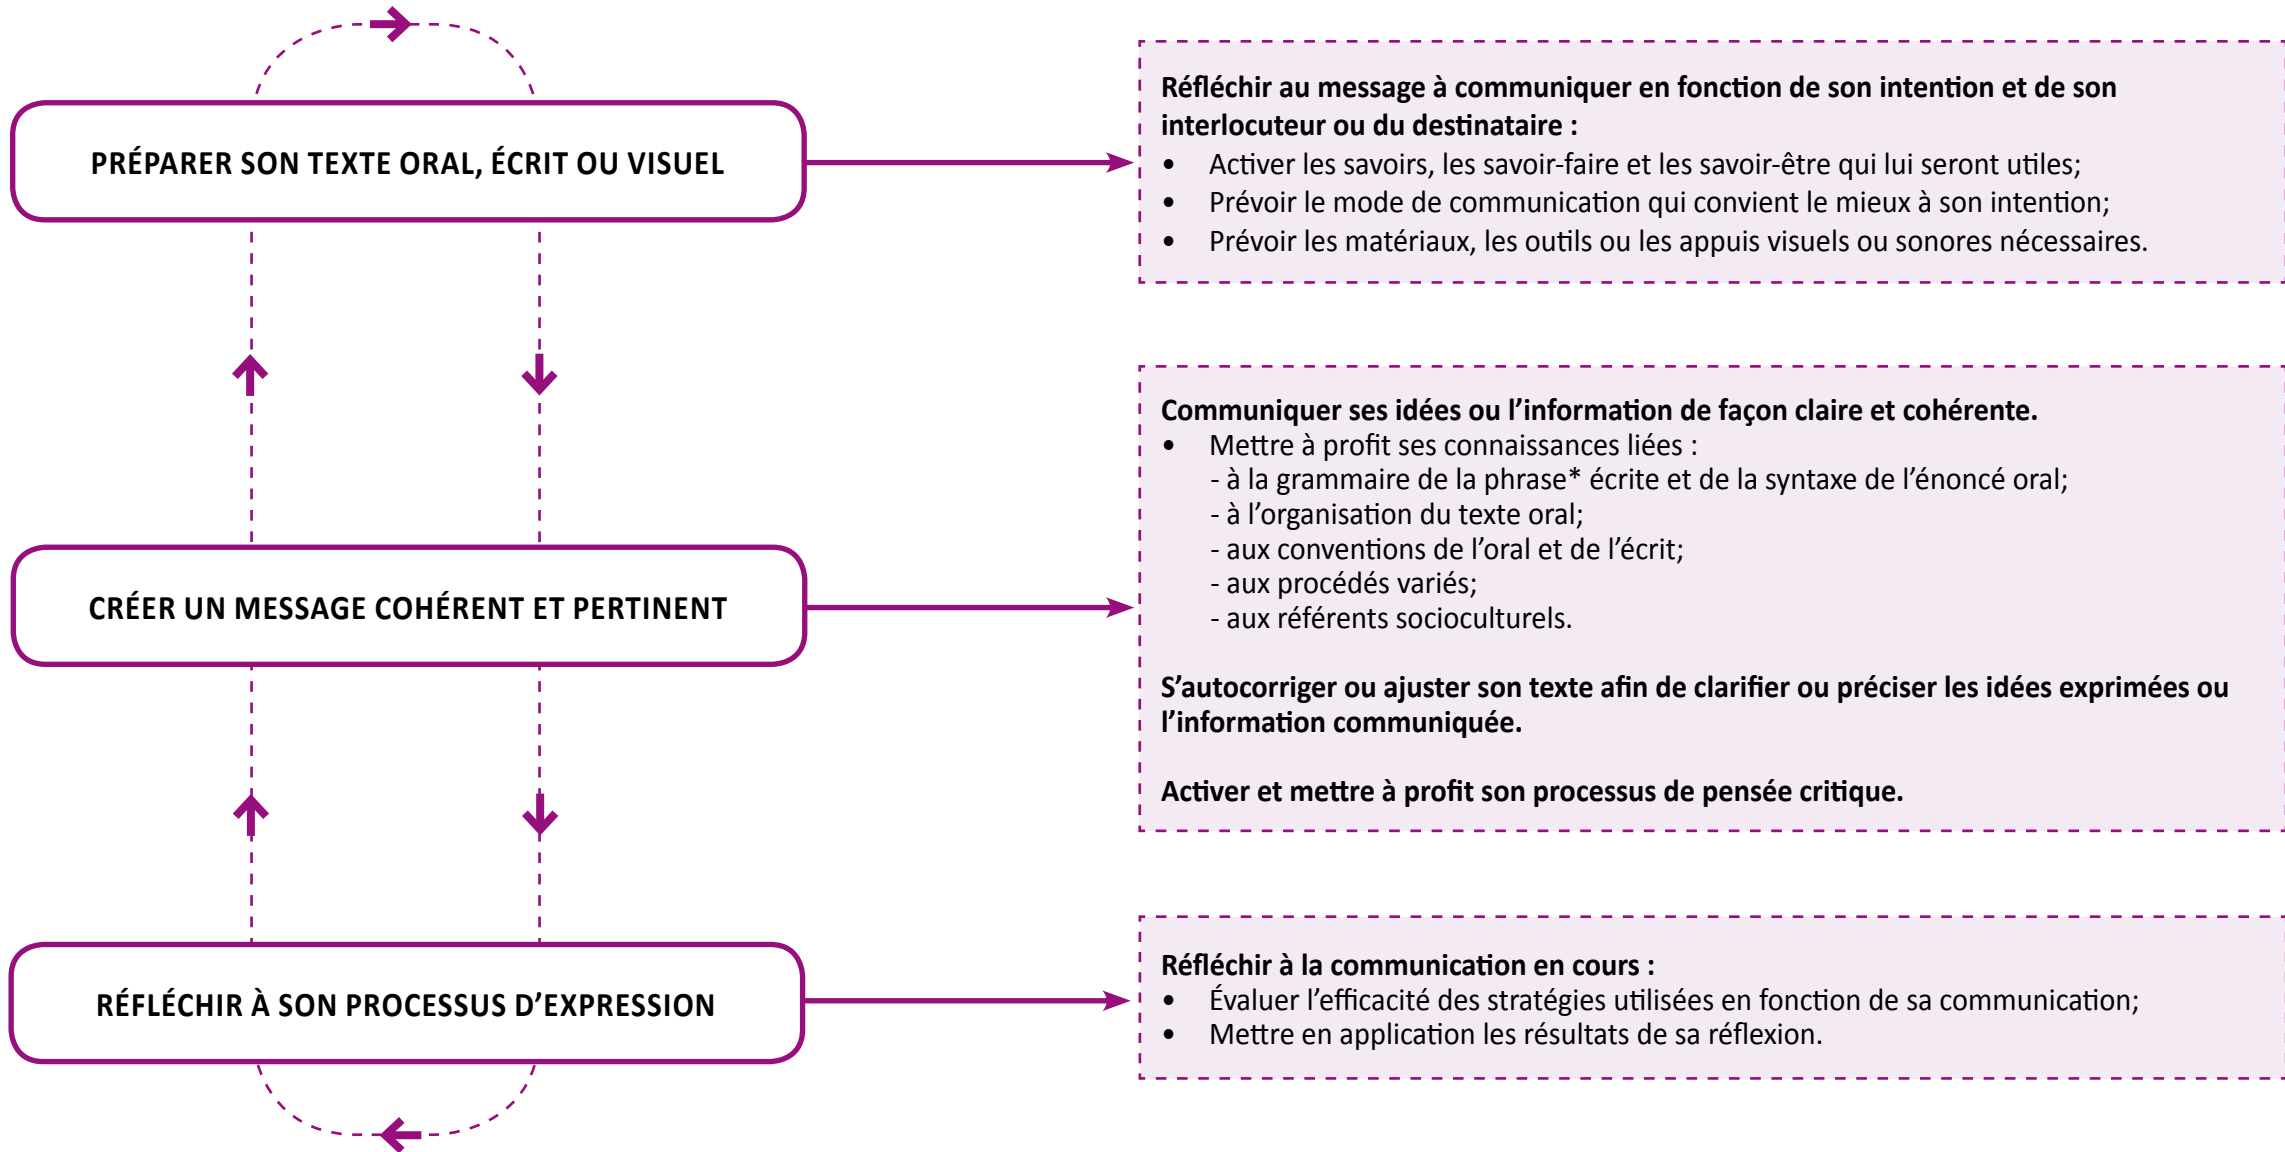 PRÉPARER SON TEXTE ORAL, ÉCRIT OU VISUEL
Réfléchir au message à communiquer en fonction de son intention et de son
interlocuteur ou du destinataire :
• Activer les savoirs, les savoir-faire et les savoir-être qui lui seront utiles;
• Prévoir le mode de communication qui convient le mieux à son intention;
• Prévoir les matériaux, les outils ou les appuis visuels ou sonores nécessaires.
CRÉER UN MESSAGE COHÉRENT ET PERTINENT
Communiquer ses idées ou l’information de façon claire et cohérente.
• Mettre à profit ses connaissances liées :
- à la grammaire de la phrase* écrite et de la syntaxe de l’énoncé oral;
- à l’organisation du texte oral;
- aux conventions de l’oral et de l’écrit;
- aux procédés variés;
- aux référents socioculturels.
S’autocorriger ou ajuster son texte afin de clarifier ou préciser les idées exprimées ou
l’information communiquée.
Activer et mettre à profit son processus de pensée critique.
RÉFLÉCHIR À SON PROCESSUS D’EXPRESSION
Réfléchir à la communication en cours :
• Évaluer l’efficacité des stratégies utilisées en fonction de sa communication;
• Mettre en application les résultats de sa réflexion.